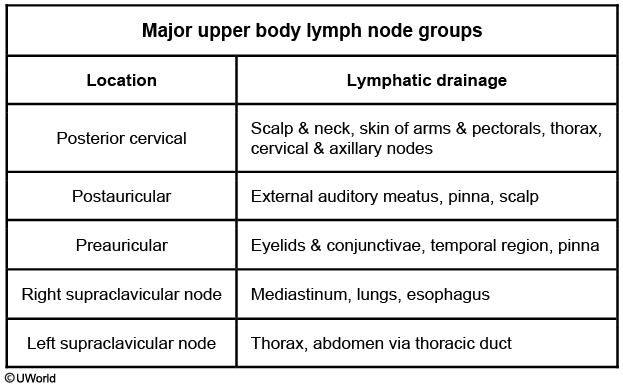 Major upper body lymph node groups
Location
Lymphatic drainage
Posterior cervical
Scalp & neck, skin of arms & pectorals, thorax,
cervical & axillary nodes
Postauricular
External auditory meatus, pinna, scalp
Preauricular
Eyelids & conjunctivae, temporal region, pinna
Right supraclavicular node
Mediastinum, lungs, esophagus
Left supraclavicular node
Thorax, abdomen via thoracic duct
©UWorld